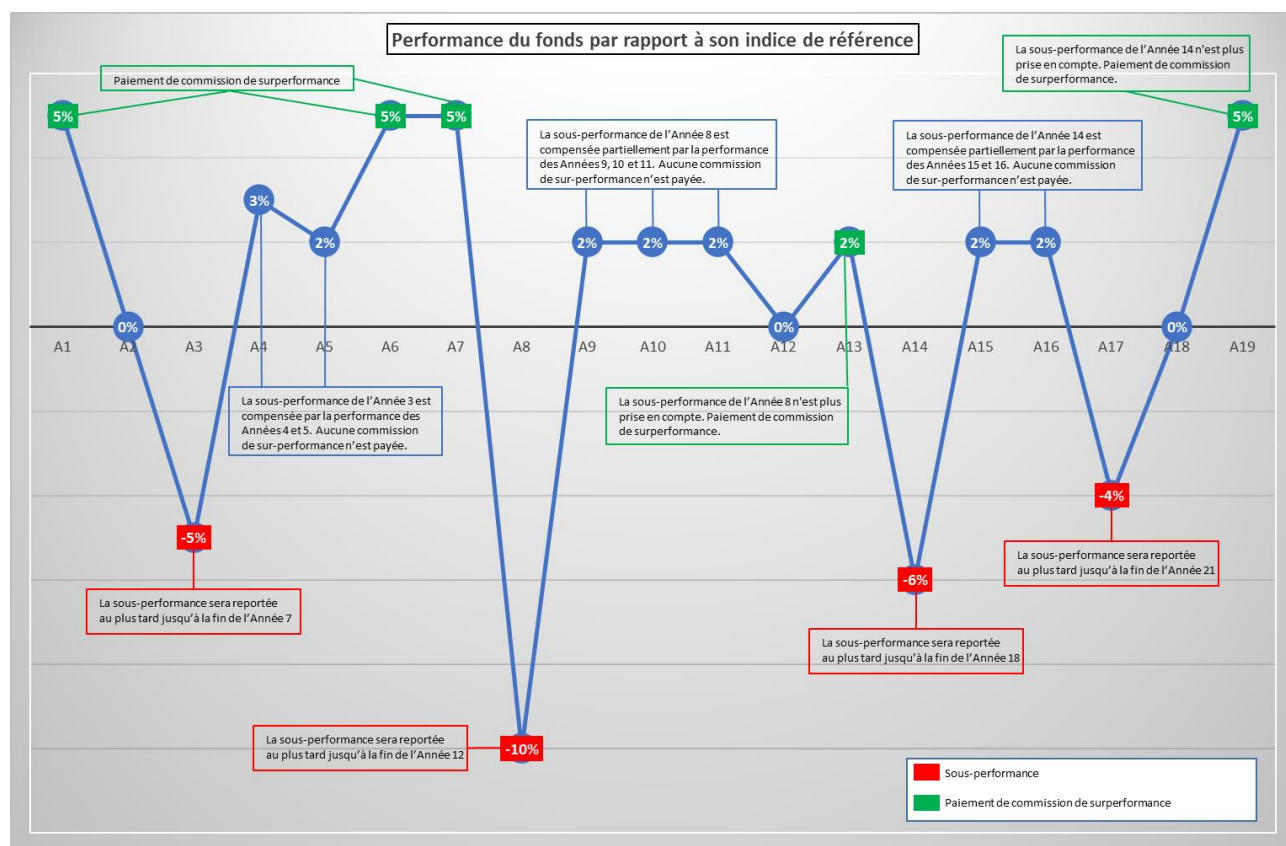 Performance du fonds par rapport à son indice de référence
La sous-performance de l'Année 14 n'est plus
prise en compte. Paiement de commission
de surperformance.
Paiement de commission de surperformance
5%
5%
5%
5%
La sous-performance de l'Année 8 est
compensée partiellement par la performance
des Années 9, 10 et 11. Aucune commission
de sur-performance n'est payée.
La sous-performance de l'Année 14 est
compensée partiellement par la performance
des Années 15 et 16. Aucune commission
de sur-performance n'est payée.
3%
2%
2%
2%
2%
2%
2%
2%
0%
0%
0%
A1
A2
A3
A4
A5
A6
A7
A8
A9
A10
A11
A12
A13
A14
A15
A16
A17
A18
A19
La sous-performance de l'Année 3 est
compensée par la performance des
Années 4 et 5. Aucune commission
de sur-performance n'est payée.
La sous-performance de l'Année 8 n'est plus
prise en compte. Paiement de commission
de surperformance.
-4%
-5%
La sous-performance sera reportée
au plus tard jusqu'à la fin de l'Année 21
-6%
La sous-performance sera reportée
au plus tard jusqu'à la fin de l'Année 7
La sous-performance sera reportée
au plus tard jusqu'à la fin de l'Année 18
La sous-performance sera reportée
au plus tard jusqu'à la fin de l'Année 12
-10%
Sous-performance
Paiement de commission de surperformance